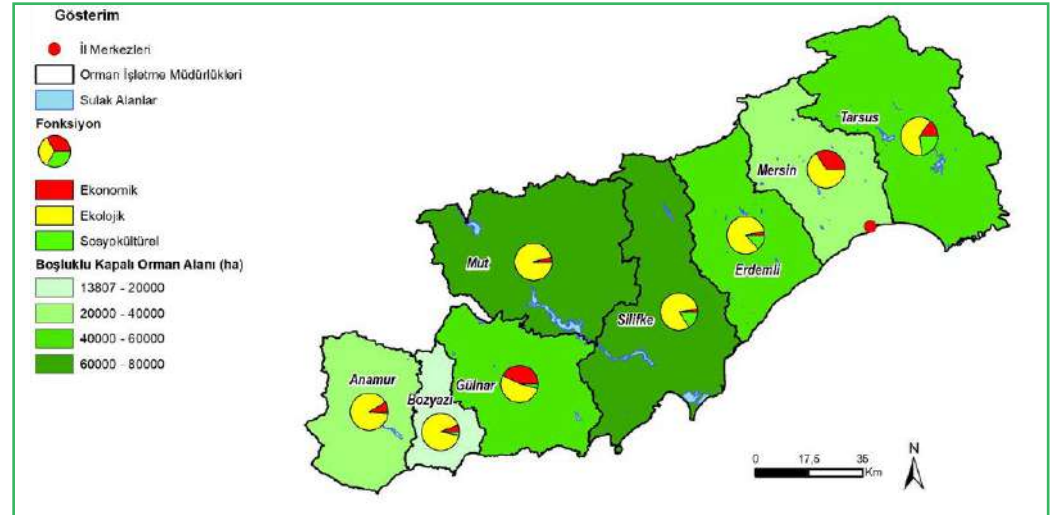 Gösterim
İl Merkezleri
Orman İşletme Müdürlükleri
Sulak Alanlar
Fonksiyon
Ekonomik
Ekolojik
Sosyokültürel
Boşluklu Kapalı Orman Alanı (ha)
13807 - 20000
20000 - 40000
40000 - 60000
60000 - 80000
Tarsus
Mersin
Erdemli
Mut
Silifke
Gülnar
Anamur
Bozyazı
0 17,5 35
Km
N